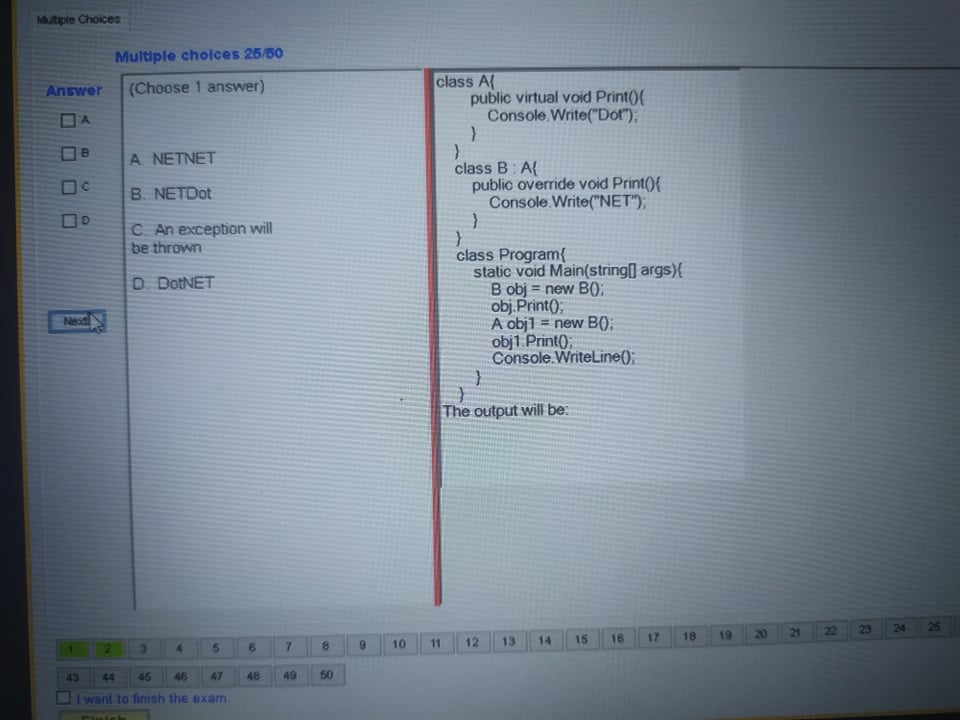 Multiple Choices
Multiple choices 25/50
Answer
A
B
C
D
Next
(Choose 1 answer)
A. NETNET
B. NETDot
C. An exception will
be thrown
D. DotNET
class A{
public virtual void Print(){
Console.Write("Dot");
}
}
class B : A{
public override void Print(){
Console.Write("NET");
}
}
class Program{
static void Main(string[] args){
B obj = new B();
obj.Print();
A obj1 = new B();
obj1.Print();
Console.WriteLine();
}
}
The output will be:
1 2 3 4 5 6 7 8 9 10 11 12 13 14 15 16 17 18 19 20 21 22 23 24 25
43 44 45 46 47 48 49 50
I want to finish the exam.
Finish